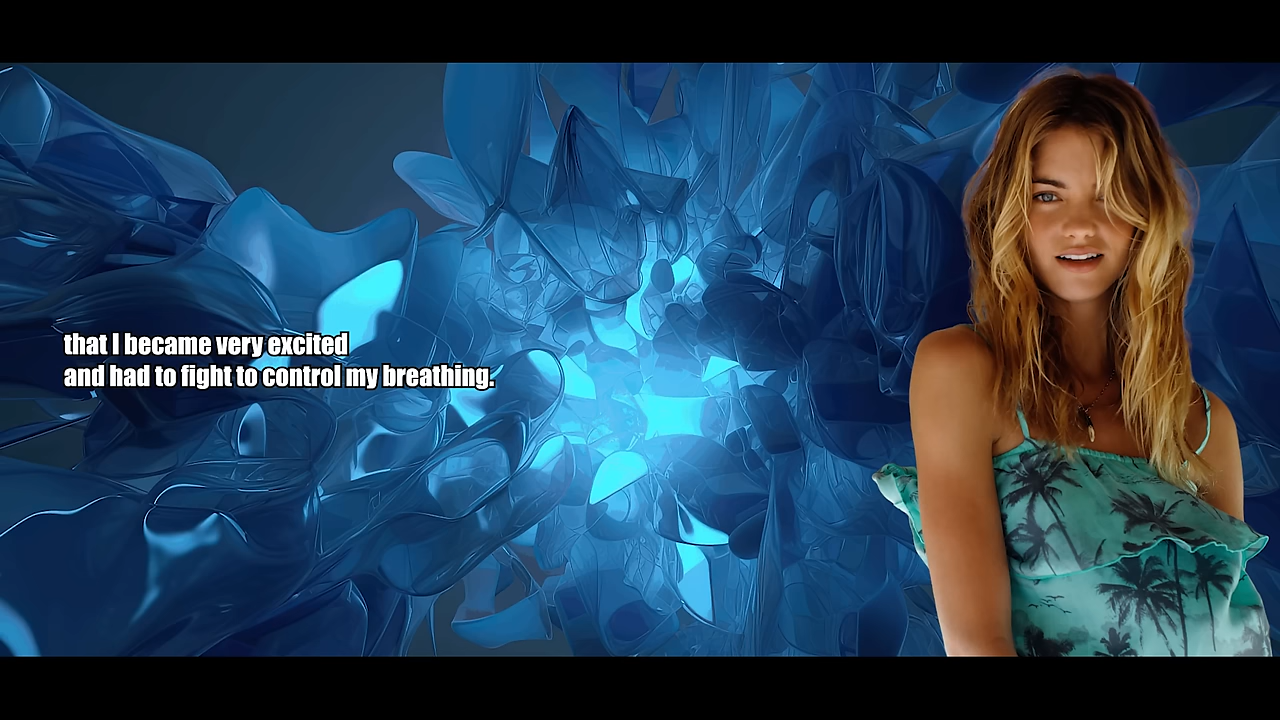 that I became very excited
and had to fight to control my breathing.